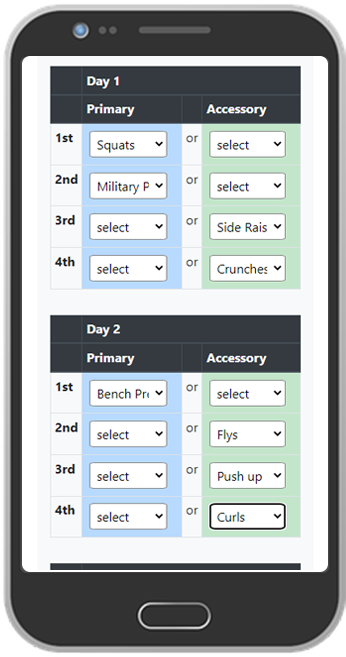 Day 1
Primary Accessory
1st Squats or select
2nd Military P or select
3rd select or Side Rais
4th select or Crunches
Day 2
Primary Accessory
1st Bench Pr or select
2nd select or Flys
3rd select or Push up
4th select or Curls